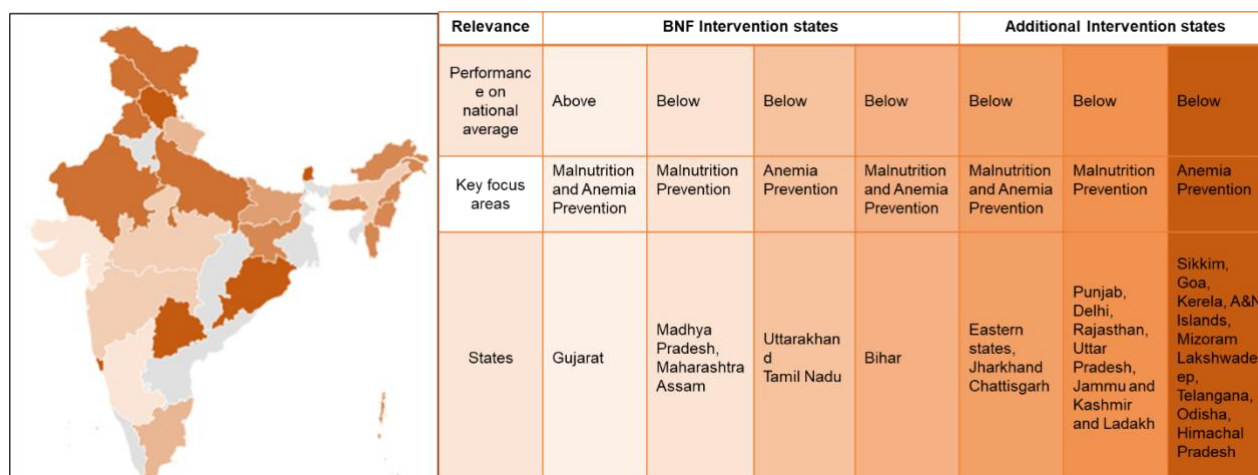 Relevance
BNF Intervention states
Additional Intervention states
Performanc
e on
national
average
Above
Below
Below
Below
Below
Below
Below
Key focus
areas
Malnutrition
and Anemia
Prevention
Malnutrition
Prevention
Anemia
Prevention
Malnutrition
and Anemia
Prevention
Malnutrition
and Anemia
Prevention
Malnutrition
Prevention
Anemia
Prevention
States
Gujarat
Madhya
Pradesh,
Maharashtra
Assam
Uttarakhan
d
Tamil Nadu
Bihar
Eastern
states,
Jharkhand
Chattisgarh
Punjab,
Delhi,
Rajasthan,
Uttar
Pradesh,
Jammu and
Kashmir
and Ladakh
Sikkim,
Goa,
Kerela, A&N
Islands,
Mizoram
Lakshwade
ep,
Telangana,
Odisha,
Himachal
Pradesh